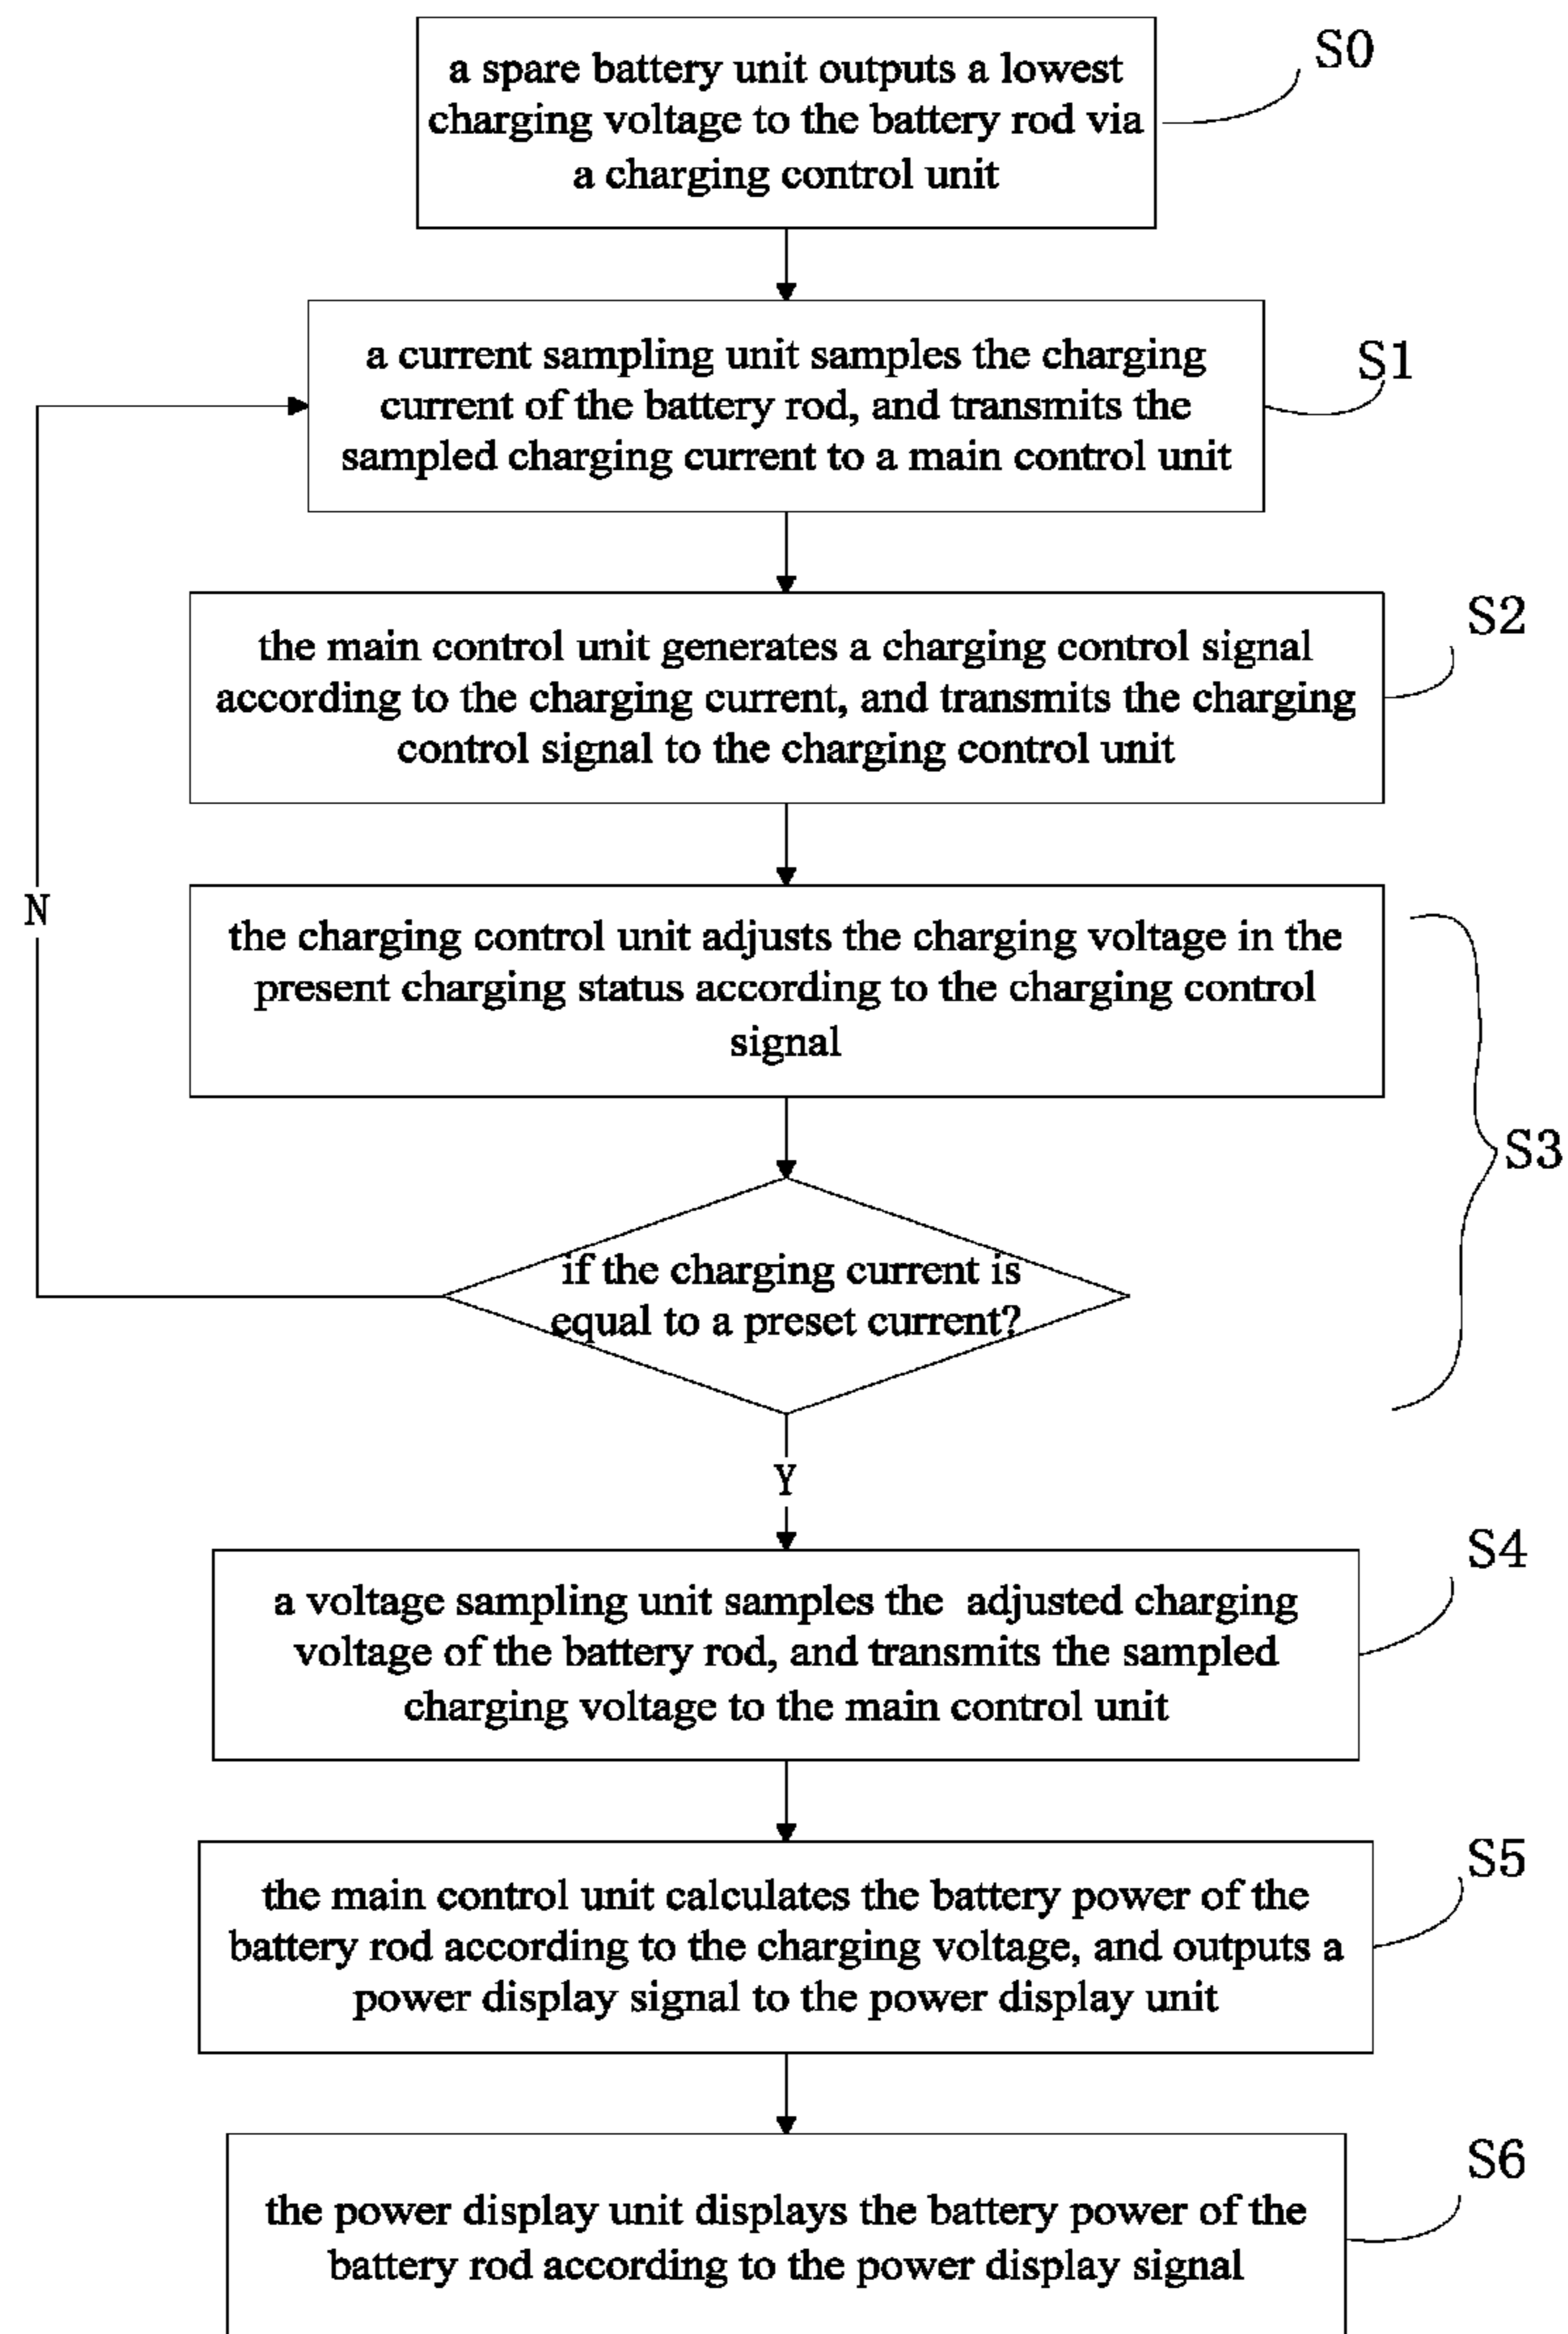 a spare battery unit outputs a lowest
charging voltage to the battery rod via
a charging control unit
S0
a current sampling unit samples the charging
current of the battery rod, and transmits the
sampled charging current to a main control unit
S1
the main control unit generates a charging control signal
according to the charging current, and transmits the charging
control signal to the charging control unit
S2
N
the charging control unit adjusts the charging voltage in the
present charging status according to the charging control
signal
S3
if the charging current is
equal to a preset current?
Y
a voltage sampling unit samples the adjusted charging
voltage of the battery rod, and transmits the sampled
charging voltage to the main control unit
S4
the main control unit calculates the battery power of the
battery rod according to the charging voltage, and outputs a
power display signal to the power display unit
S5
the power display unit displays the battery power of the
battery rod according to the power display signal
S6